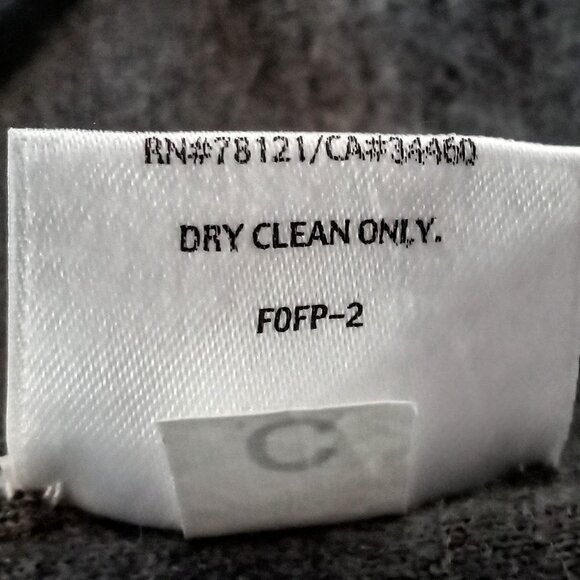 RN#78121/CA#34460
DRY CLEAN ONLY.
F0FP-2
C